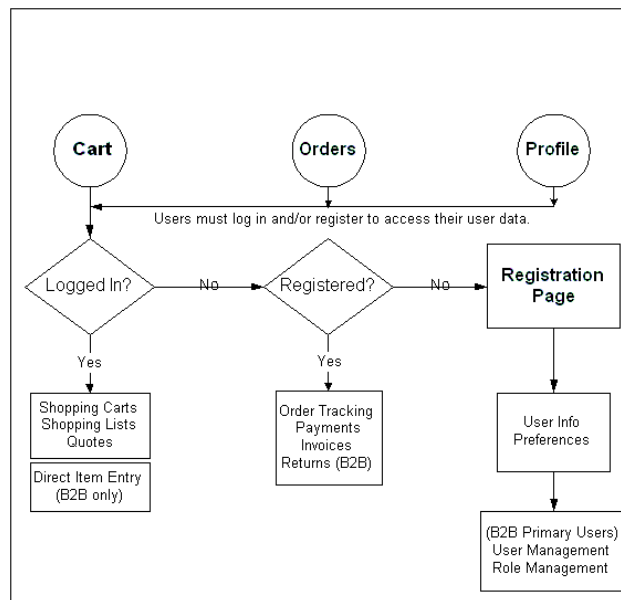 Cart
Orders
Profile
Users must log in and/or register to access their user data.
Logged In?
No
Registered?
No
Registration
Page
Yes
Yes
Shopping Carts
Shopping Lists
Quotes
Direct Item Entry
(B2B only)
Order Tracking
Payments
Invoices
Returns (B2B)
User Info
Preferences
(B2B Primary Users)
User Management
Role Management